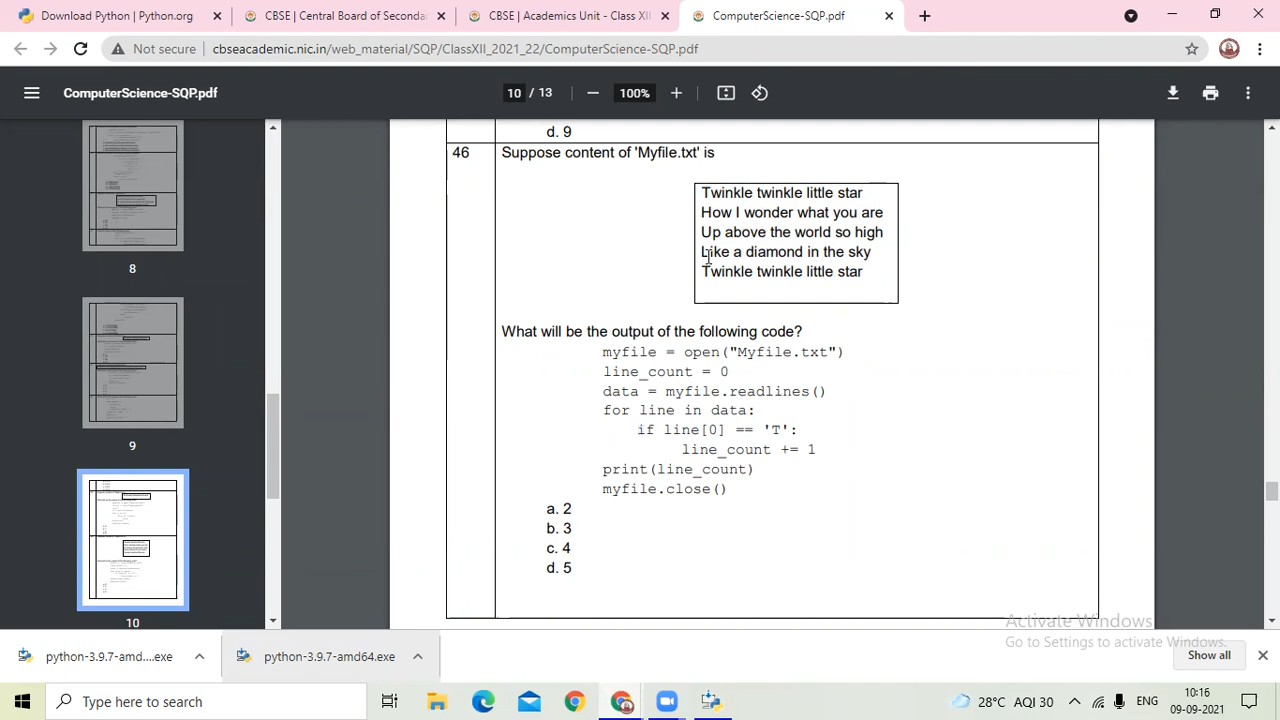 Download Python | Python.org
CBSE | Central Board of Seconda
CBSE | Academics Unit - Class XII
ComputerScience-SQP.pdf
Not secure
cbseacademic.nic.in/web_material/SQP/ClassXII_2021_22/ComputerScience-SQP.pdf
ComputerScience-SQP.pdf
10 / 13
100%
8
9
10
d. 9
46 Suppose content of 'Myfile.txt' is
Twinkle twinkle little star
How I wonder what you are
Up above the world so high
Like a diamond in the sky
Twinkle twinkle little star
What will be the output of the following code?
myfile = open("Myfile.txt")
line_count = 0
data = myfile.readlines()
for line in data:
if line[0] == 'T':
line_count += 1
print(line_count)
myfile.close()
a. 2
b. 3
c. 4
d. 5
Activate Windows
Go to Settings to activate Windows.
python-3.9.7-amd....exe
python-3.9.7-amd64.exe
Show all
Type here to search
28°C AQI 30
ENG
10:16
09-09-2021